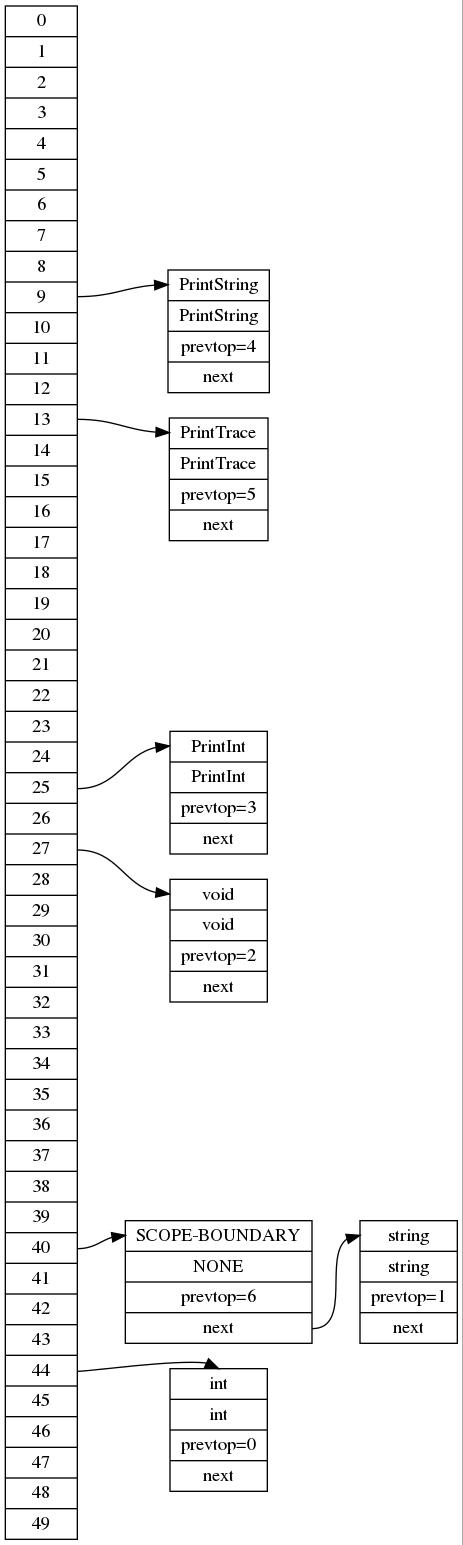 0
1
2
3
4
5
6
7
8
9
10
11
12
13
14
15
16
17
18
19
20
21
22
23
24
25
26
27
28
29
30
31
32
33
34
35
36
37
38
39
40
41
42
43
44
45
46
47
48
49
PrintString
PrintString
prevtop=4
next
PrintTrace
PrintTrace
prevtop=5
next
PrintInt
PrintInt
prevtop=3
next
void
void
prevtop=2
next
SCOPE-BOUNDARY
NONE
prevtop=6
next
string
string
prevtop=1
next
int
int
prevtop=0
next